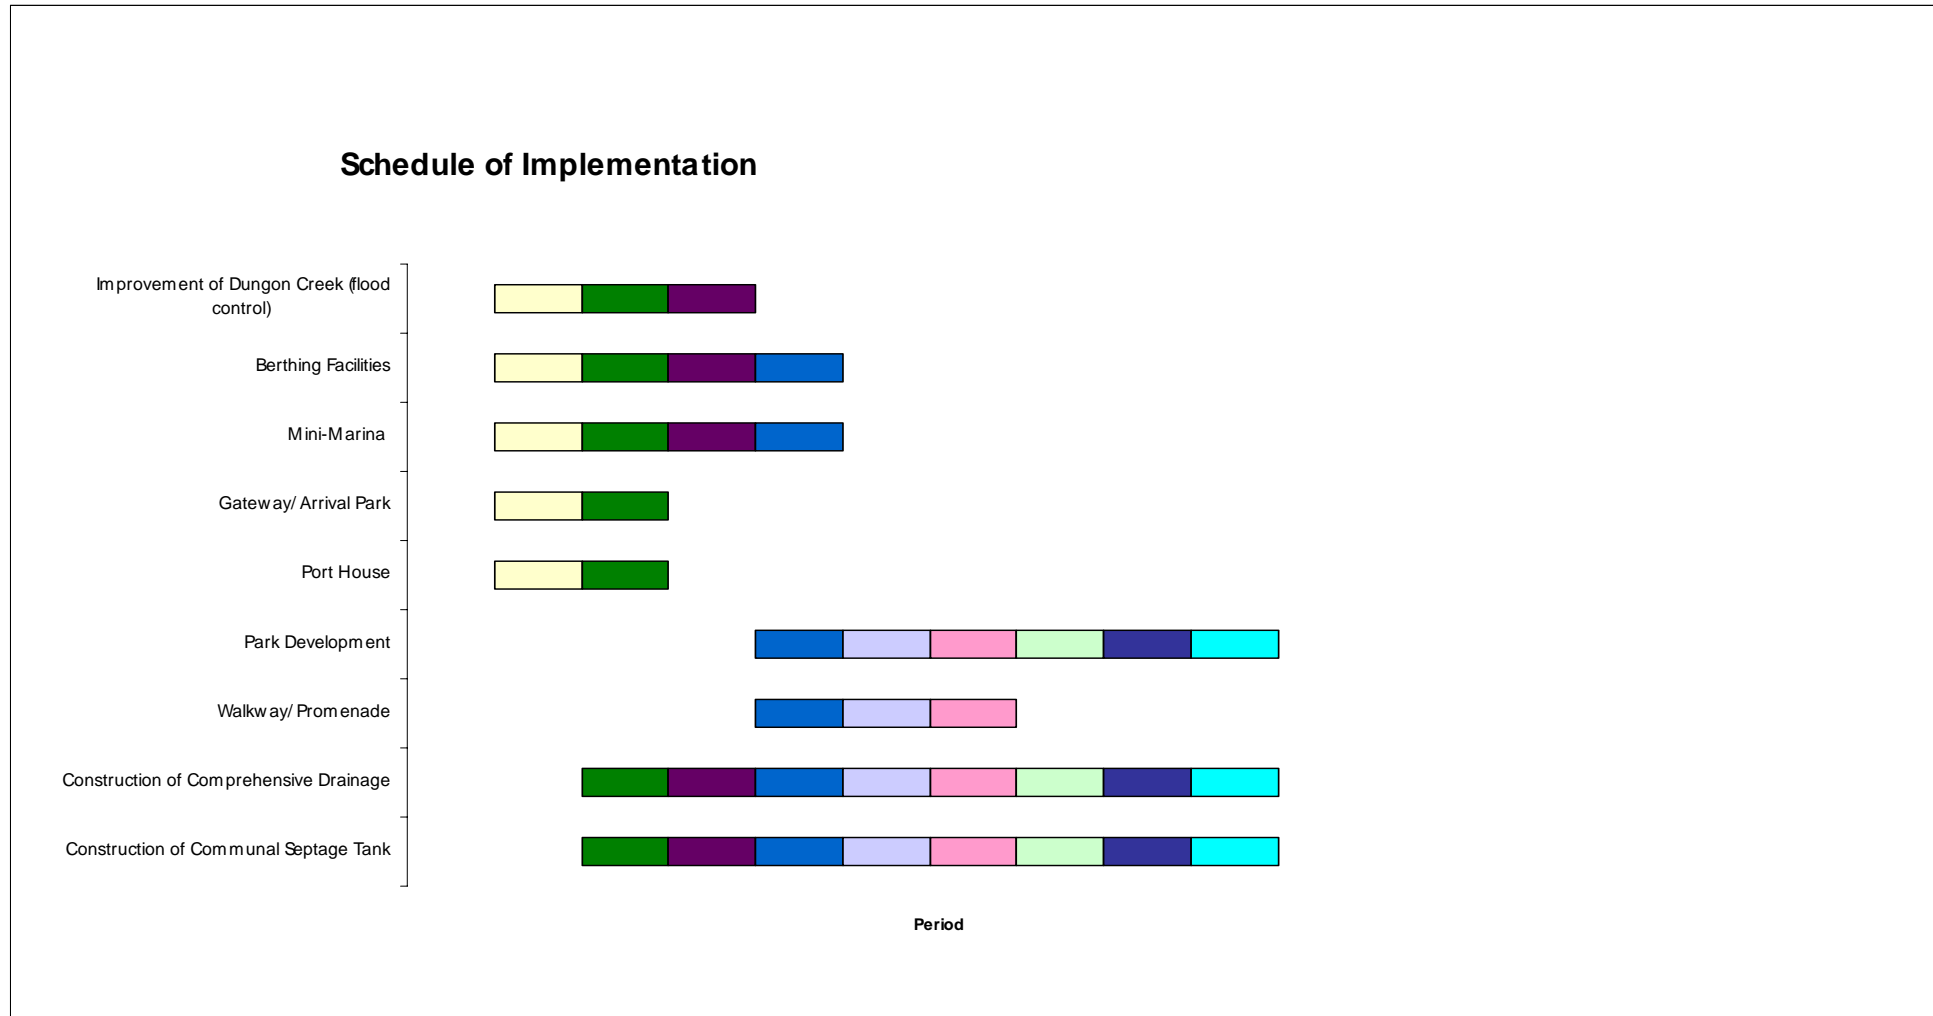 Schedule of Implementation
Improvement of Dungon Creek (flood
control)
Berthing Facilities
Mini-Marina
Gateway/ Arrival Park
Port House
Park Development
Walkway/ Promenade
Construction of Comprehensive Drainage
Construction of Communal Septage Tank
Period